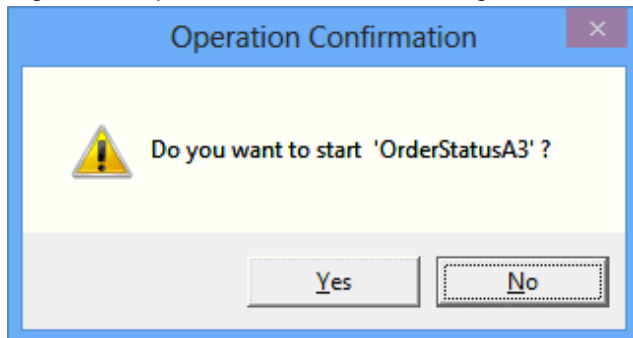 Operation Confirmation
Do you want to start 'OrderStatusA3' ?
Yes
No